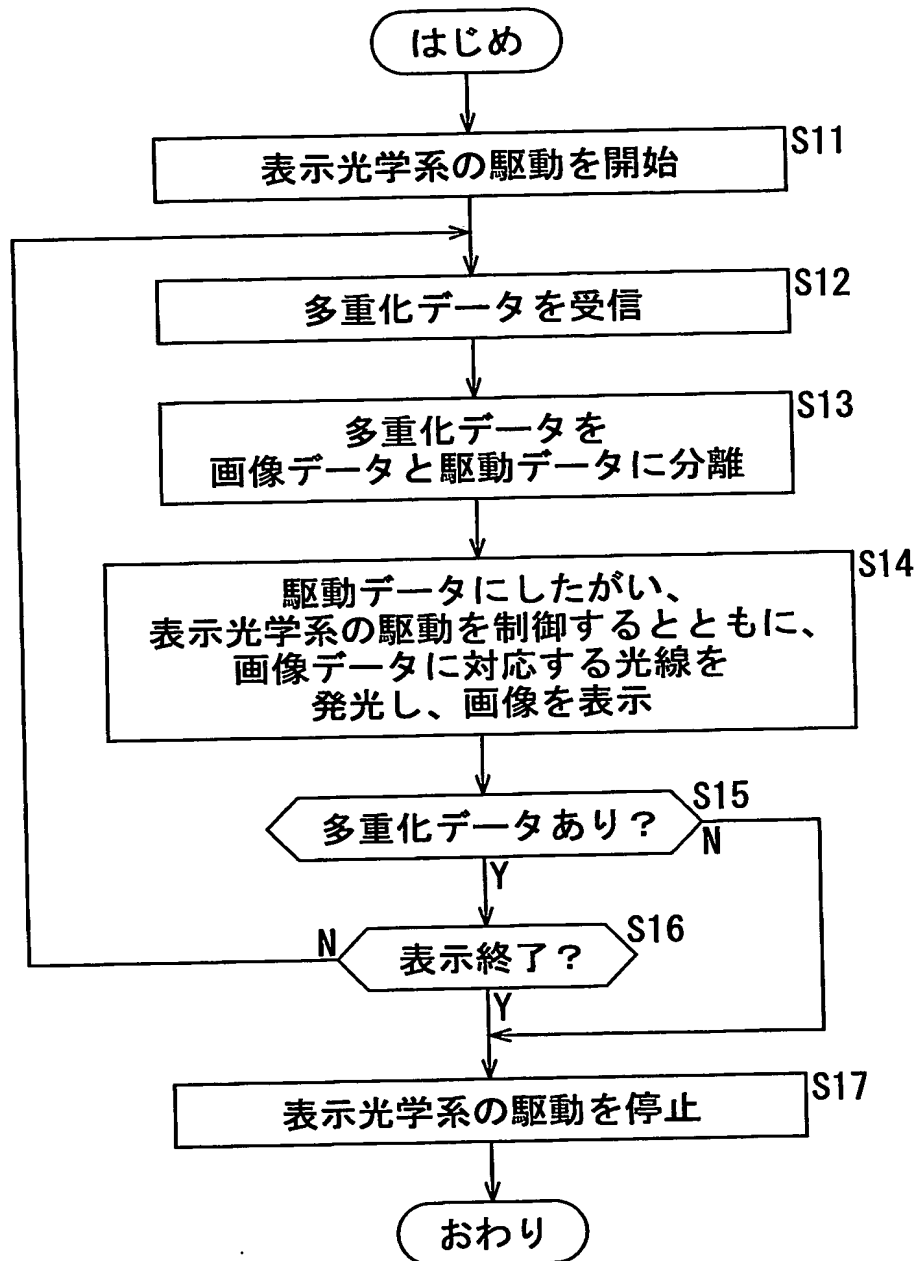 はじめ
S11
表示光学系の駆動を開始
S12
多重化データを受信
S13
多重化データを
画像データと駆動データに分離
S14
駆動データにしたがい、
表示光学系の駆動を制御するとともに、
画像データに対応する光線を
発光し、画像を表示
S15
多重化データあり?
N
Y
S16
N
表示終了?
Y
S17
表示光学系の駆動を停止
おわり